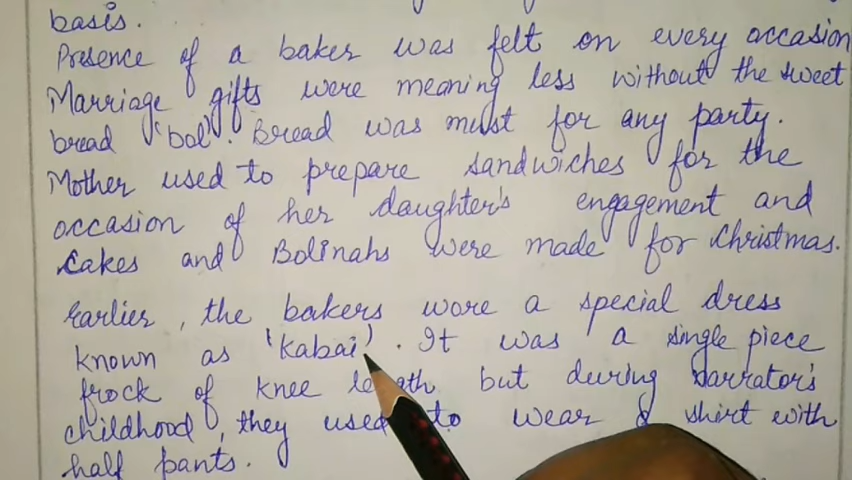 basis.
Presence of a baker was felt on every occasion
Marriage gifts were meaning less without the sweet
bread 'bol'. Bread was must for any party.
Mother used to prepare sandwiches for the
occasion of her daughter's engagement and
Cakes and Bolinahs were made for Christmas.
Earlier, the bakers wore a special dress
known as 'Kabai'. It was a single piece
frock of knee length but during narrator's
childhood, they used to wear a shirt with
half pants.